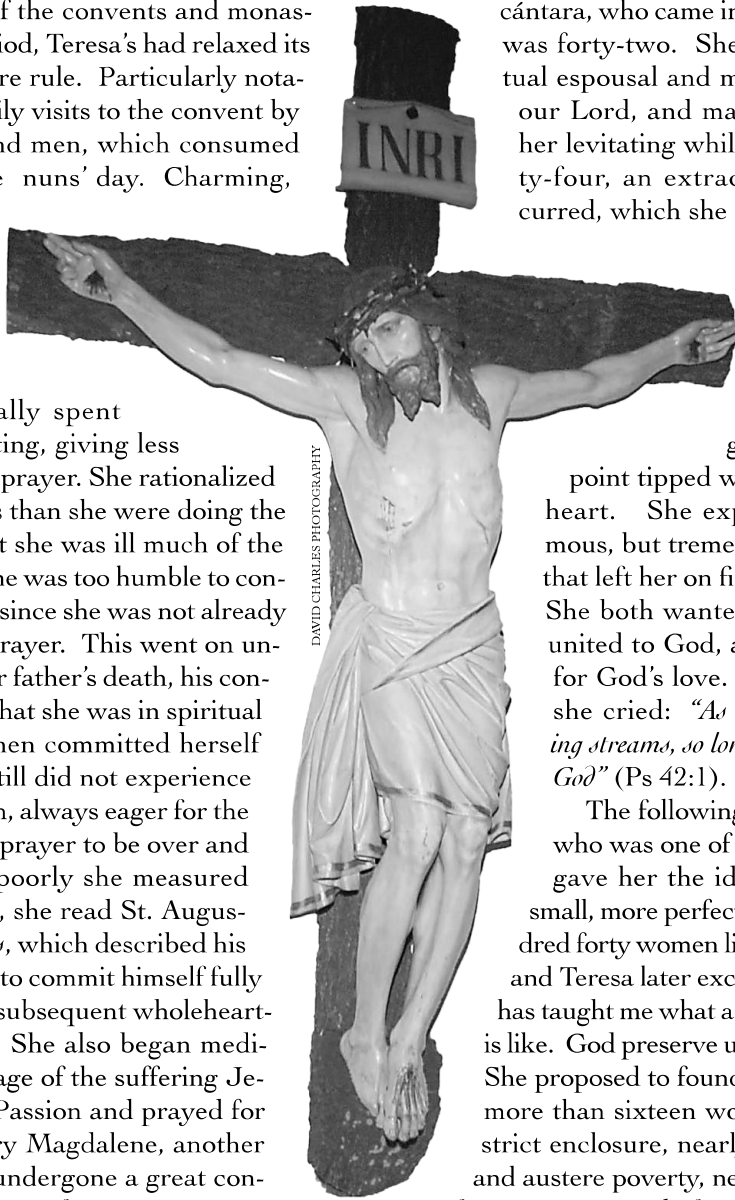 f the convents and monas-
iod, Teresa's had relaxed its
re rule. Particularly nota-
ily visits to the convent by
nd men, which consumed
e nuns' day. Charming,
ally spent
ting, giving less
prayer. She rationalized
s than she were doing the
t she was ill much of the
he was too humble to con-
since she was not already
rayer. This went on un-
r father's death, his con-
hat she was in spiritual
hen committed herself
till did not experience
n, always eager for the
prayer to be over and
poorly she measured
, she read St. Augus-
s, which described his
to commit himself fully
subsequent wholeheart-
She also began medi-
age of the suffering Je-
Passion and prayed for
ry Magdalene, another
undergone a great con-
INRI
DAVID CHARLES PHOTOGRAPHY
cántara, who came in
was forty-two. She
tual espousal and m
our Lord, and ma
her levitating whil
ty-four, an extrac
curred, which she
g
point tipped w
heart. She exp
mous, but treme
that left her on fi
She both wante
united to God, a
for God's love.
she cried: "As
ing streams, so lon
God" (Ps 42:1).
The following
who was one of
gave her the id
small, more perfect
dred forty women li
and Teresa later exc
has taught me what a
is like. God preserve u
She proposed to found
more than sixteen wo
strict enclosure, nearl
and austere poverty, ne